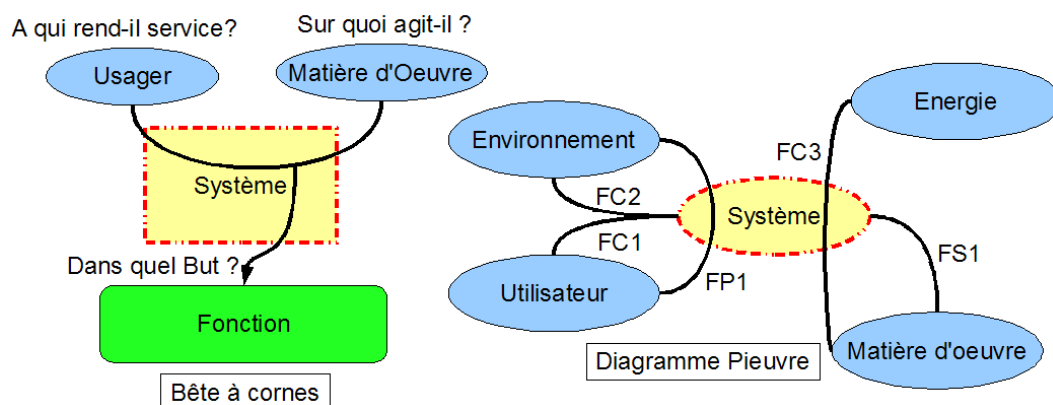 A qui rend-il service?
Sur quoi agit-il ?
Usager
Matière d'Oeuvre
Système
Dans quel But ?
Fonction
Bête à cornes
Energie
Environnement
FC3
FC2
Système
FC1
FS1
Utilisateur
FP1
Matière d'oeuvre
Diagramme Pieuvre